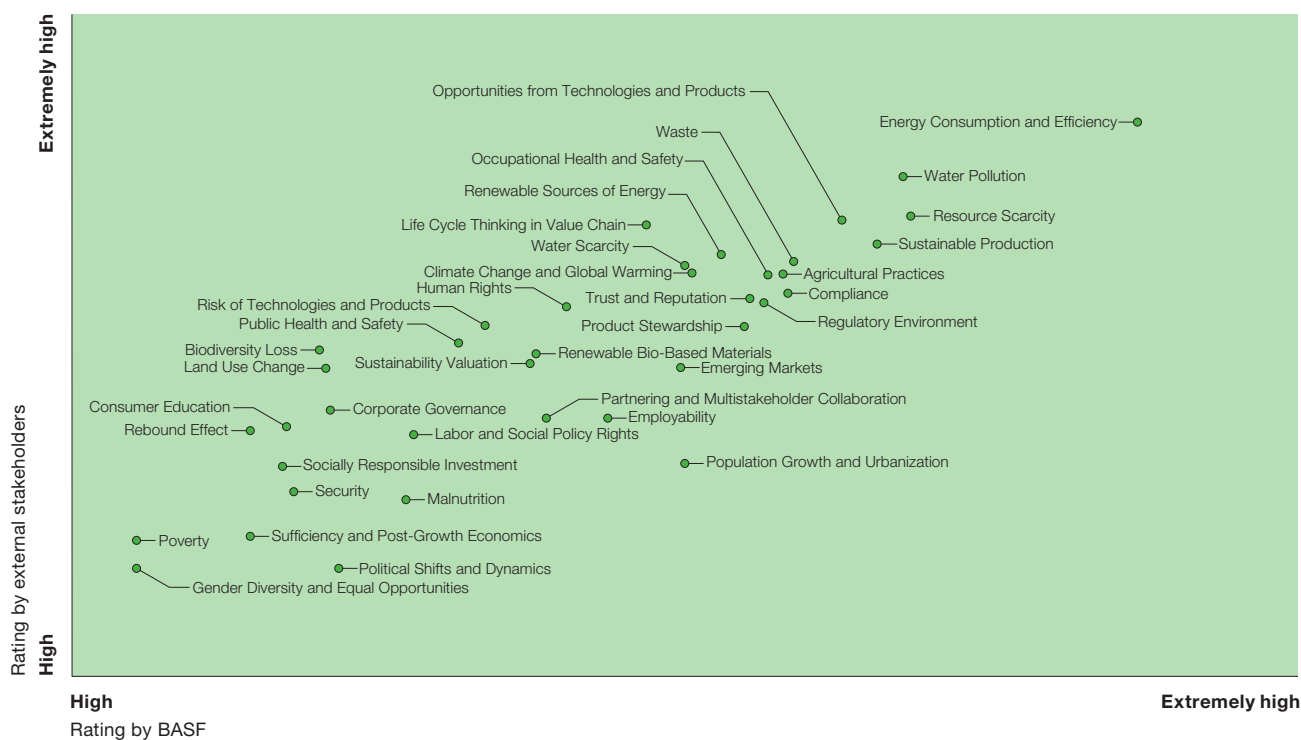 Extremely high
Opportunities from Technologies and Products
Energy Consumption and Efficiency
Waste
Occupational Health and Safety
Water Pollution
Renewable Sources of Energy
Resource Scarcity
Life Cycle Thinking in Value Chain
Water Scarcity
Sustainable Production
Climate Change and Global Warming
Agricultural Practices
Human Rights
Trust and Reputation
Compliance
Risk of Technologies and Products
Public Health and Safety
Product Stewardship
Regulatory Environment
Biodiversity Loss
Renewable Bio-Based Materials
Land Use Change
Sustainability Valuation
Emerging Markets
Consumer Education
Corporate Governance
Partnering and Multistakeholder Collaboration
Employability
Rebound Effect
Labor and Social Policy Rights
Socially Responsible Investment
Population Growth and Urbanization
Security
Malnutrition
Poverty
Sufficiency and Post-Growth Economics
Political Shifts and Dynamics
Gender Diversity and Equal Opportunities
Rating by external stakeholders
High
High
Extremely high
Rating by BASF